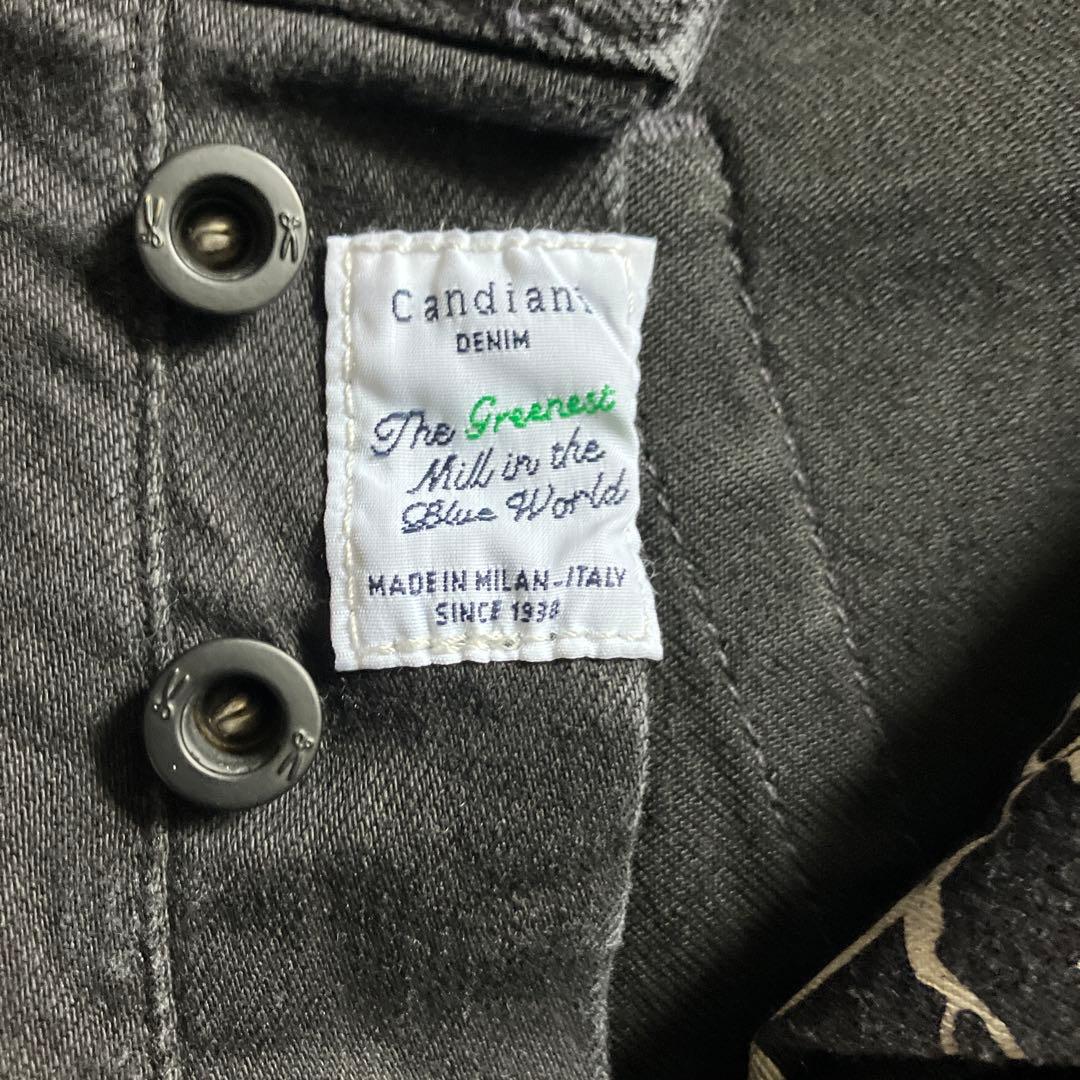 Candiani
DENIM
The Greenest
Mill in the
Blue World
MADE IN MILAN-ITALY
SINCE 1938